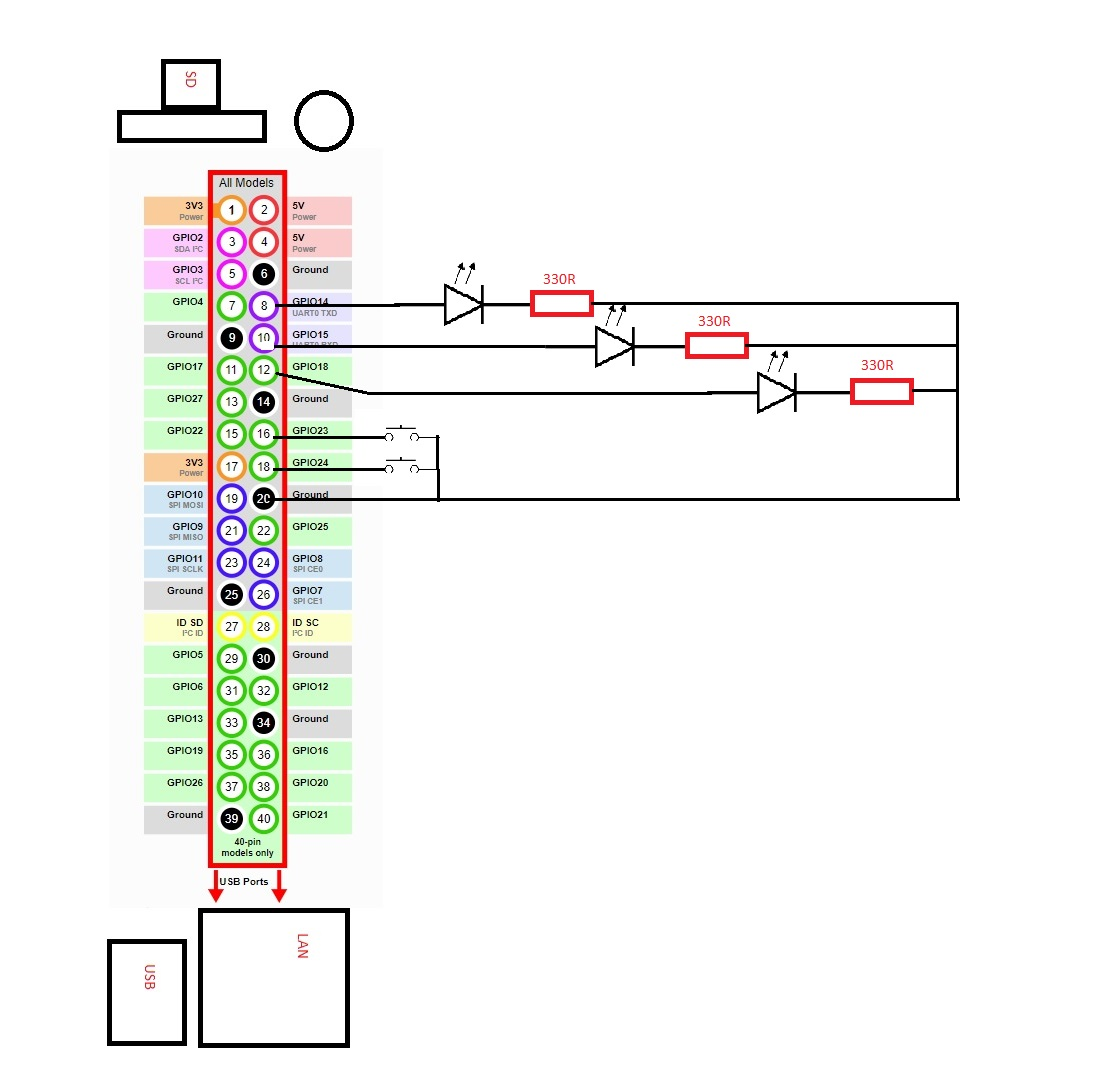 SD
All Models
3V3 1 2 5V
Power Power
GPIO2 3 4 5V
SDA I²C Power
GPIO3 5 6 Ground
SCL I²C
GPIO4 7 8 GPIO14
UART0 TXD
Ground 9 10 GPIO15
UART0 RXD
GPIO17 11 12 GPIO18
GPIO27 13 14 Ground
GPIO22 15 16 GPIO23
3V3 17 18 GPIO24
Power
GPIO10 19 20 Ground
SPI MOSI
GPIO9 21 22 GPIO25
SPI MISO
GPIO11 23 24 GPIO8
SPI SCLK SPI CE0
Ground 25 26 GPIO7
SPI CE1
ID SD 27 28 ID SC
I²C ID I²C ID
GPIO5 29 30 Ground
GPIO6 31 32 GPIO12
GPIO13 33 34 Ground
GPIO19 35 36 GPIO16
GPIO26 37 38 GPIO20
Ground 39 40 GPIO21
40-pin
models only
USB Ports
330R
330R
330R
LAN
USB